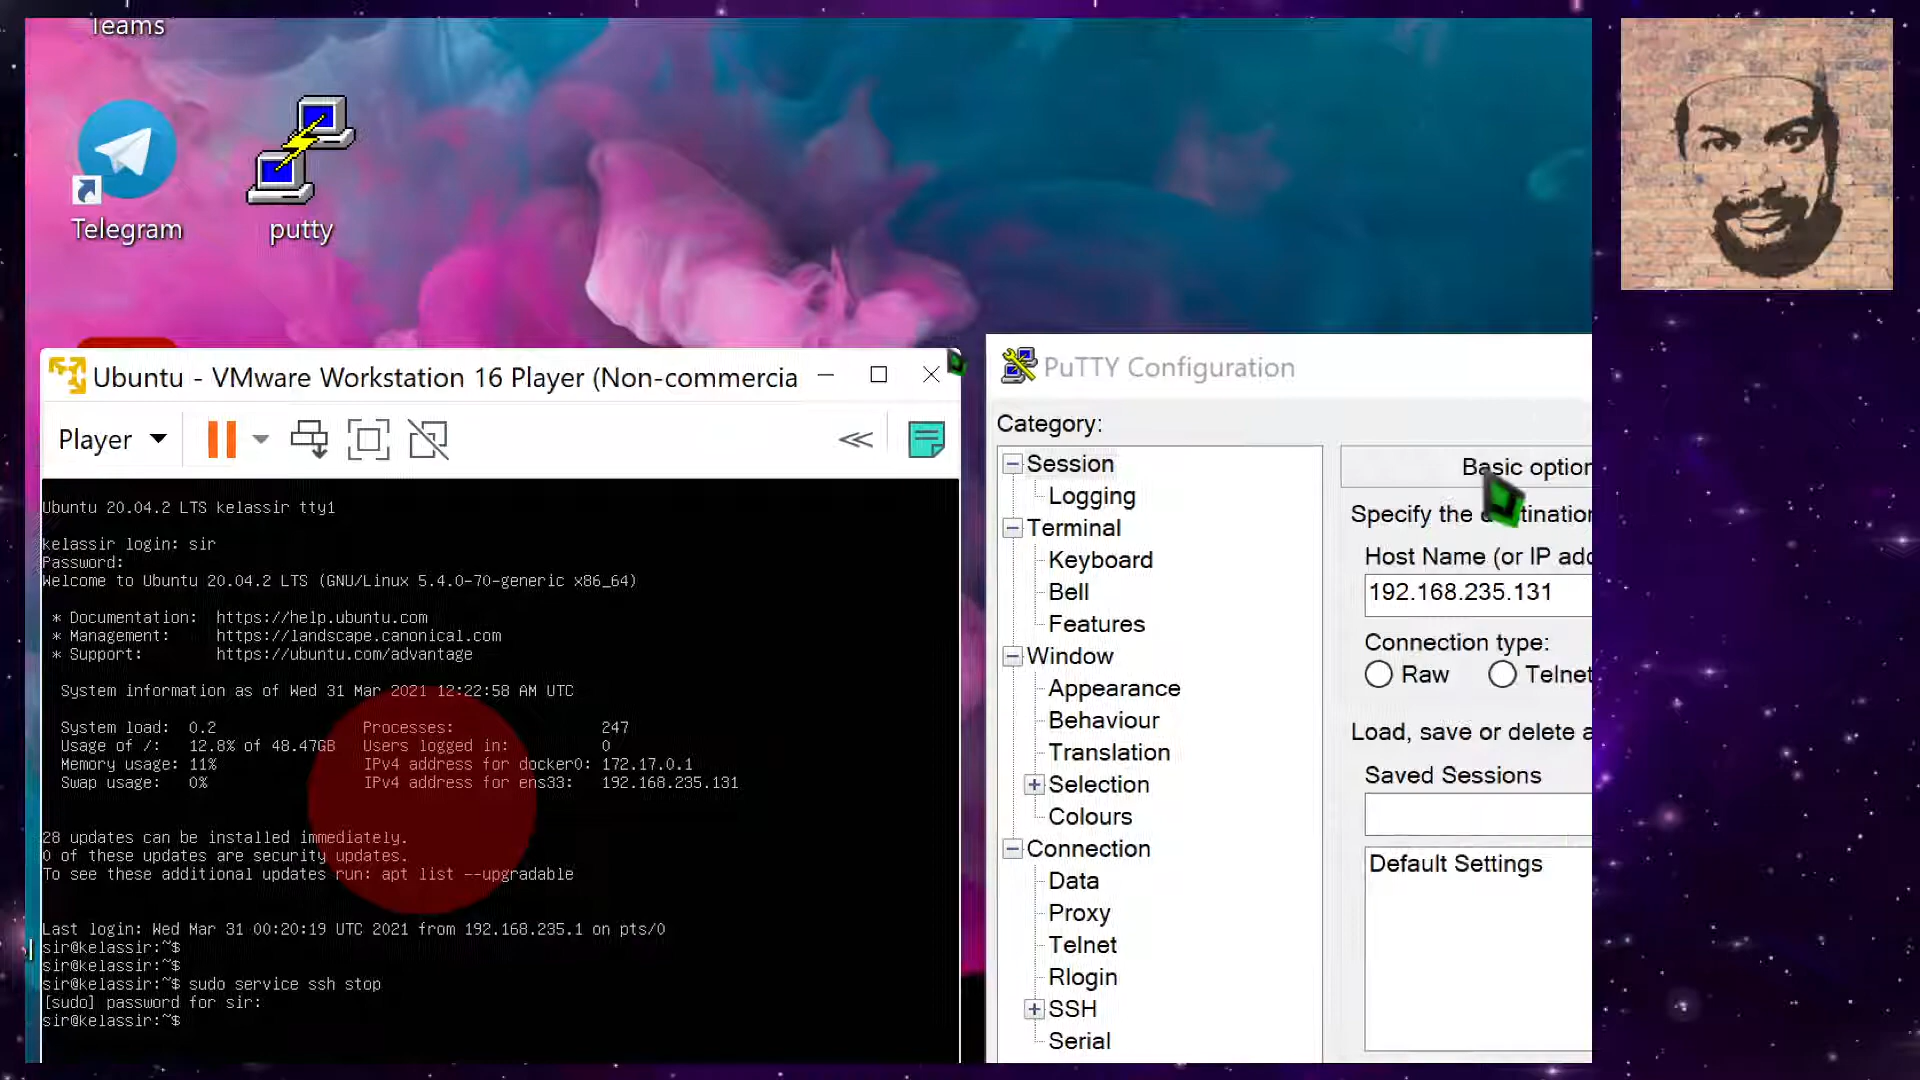 Teams
Telegram
putty
Ubuntu - VMware Workstation 16 Player (Non-commercia
Player
Ubuntu 20.04.2 LTS kelassir tty1
kelassir login: sir
Password:
Welcome to Ubuntu 20.04.2 LTS (GNU/Linux 5.4.0-70-generic x86_64)
* Documentation: https://help.ubuntu.com
* Management: https://landscape.canonical.com
* Support: https://ubuntu.com/advantage
System information as of Wed 31 Mar 2021 12:22:58 AM UTC
System load: 0.2 Processes: 247
Usage of /: 12.8% of 48.47GB Users logged in: 0
Memory usage: 11% IPv4 address for docker0: 172.17.0.1
Swap usage: 0% IPv4 address for ens33: 192.168.235.131
28 updates can be installed immediately.
0 of these updates are security updates.
To see these additional updates run: apt list --upgradable
Last login: Wed Mar 31 00:20:19 UTC 2021 from 192.168.235.1 on pts/0
sir@kelassir:~$
sir@kelassir:~$
sir@kelassir:~$ sudo service ssh stop
[sudo] password for sir:
sir@kelassir:~$
PuTTY Configuration
Category:
Session
Logging
Terminal
Keyboard
Bell
Features
Window
Appearance
Behaviour
Translation
Selection
Colours
Connection
Data
Proxy
Telnet
Rlogin
SSH
Serial
Basic option
Specify the
Host Name (or IP add
192.168.235.131
Connection type:
Raw Telnet
Load, save or delete a
Saved Sessions
Default Settings